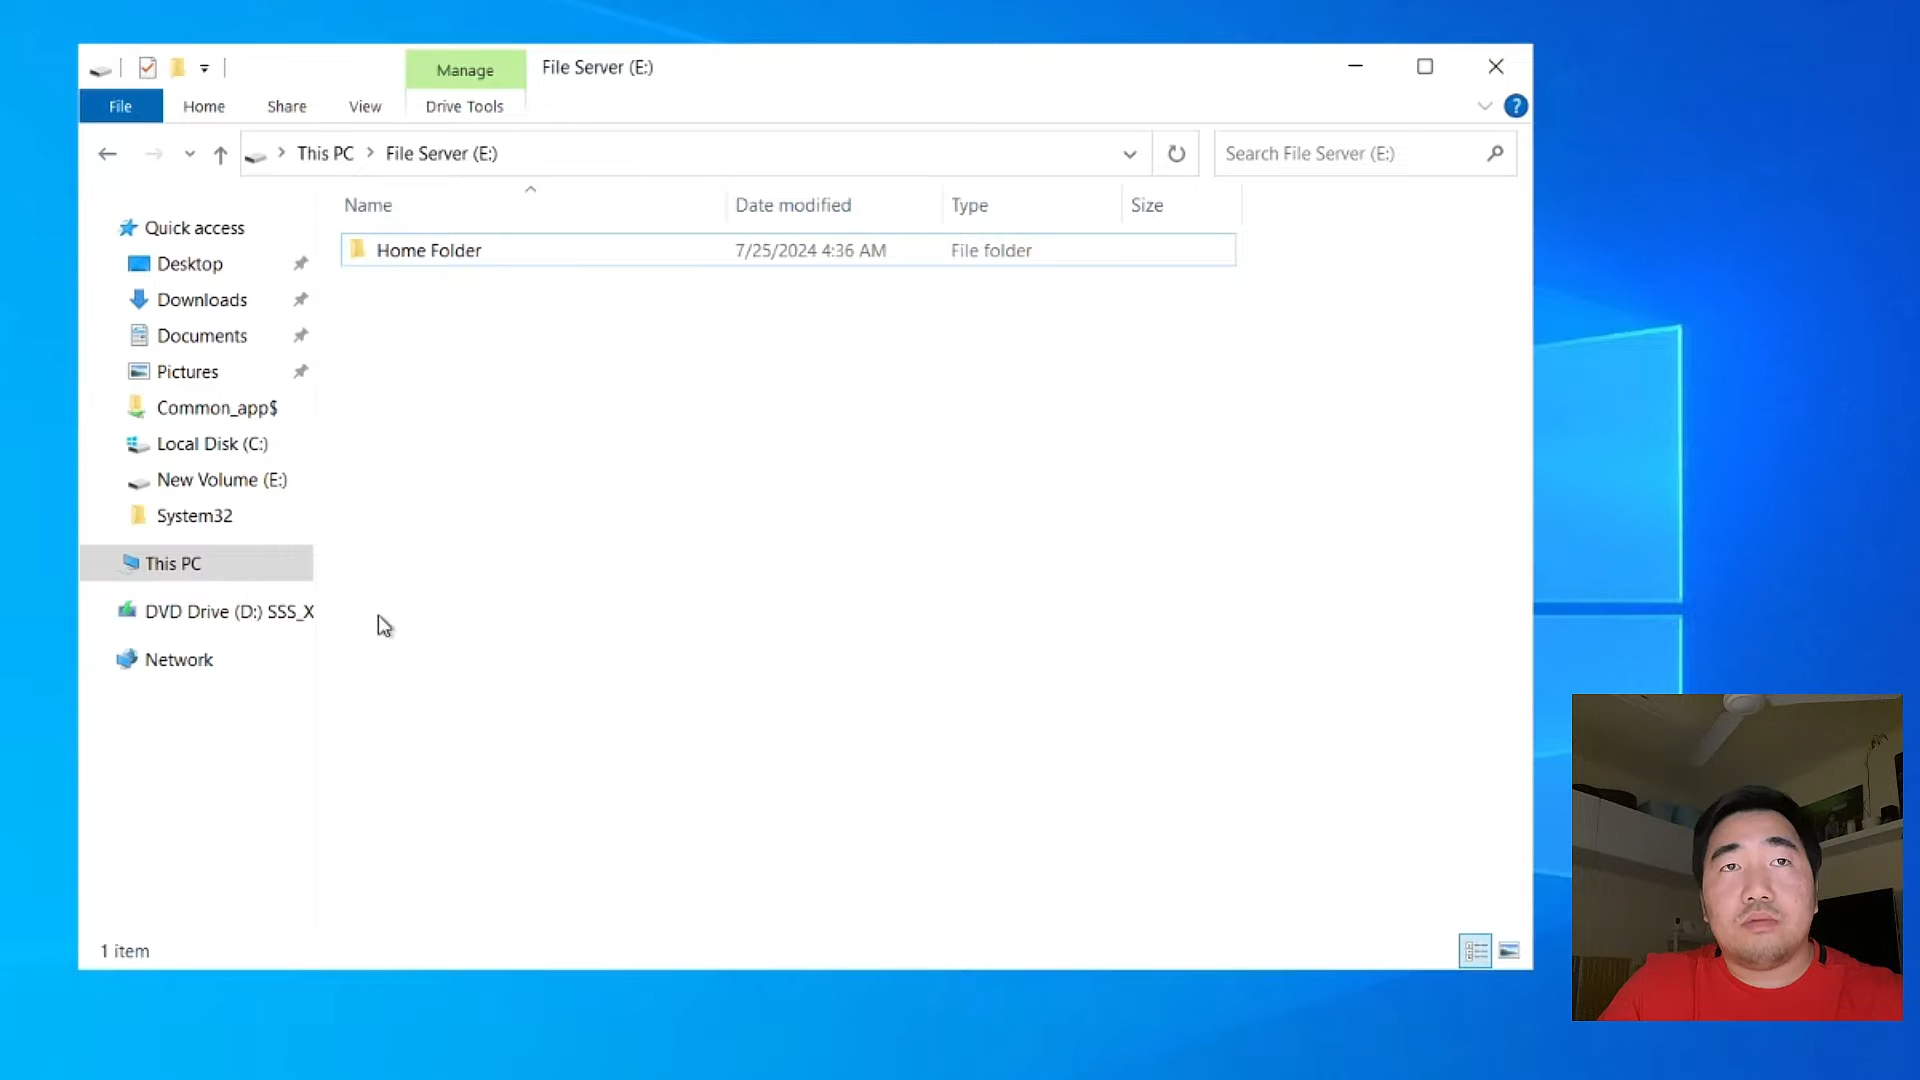 Manage
File Server (E:)
File
Home
Share
View
Drive Tools
?
This PC
File Server (E:)
Search File Server (E:)
Name
Date modified
Type
Size
Home Folder
7/25/2024 4:36 AM
File folder
Quick access
Desktop
Downloads
Documents
Pictures
Common_app$
Local Disk (C:)
New Volume (E:)
System32
This PC
DVD Drive (D:) SSS_X
Network
1 item